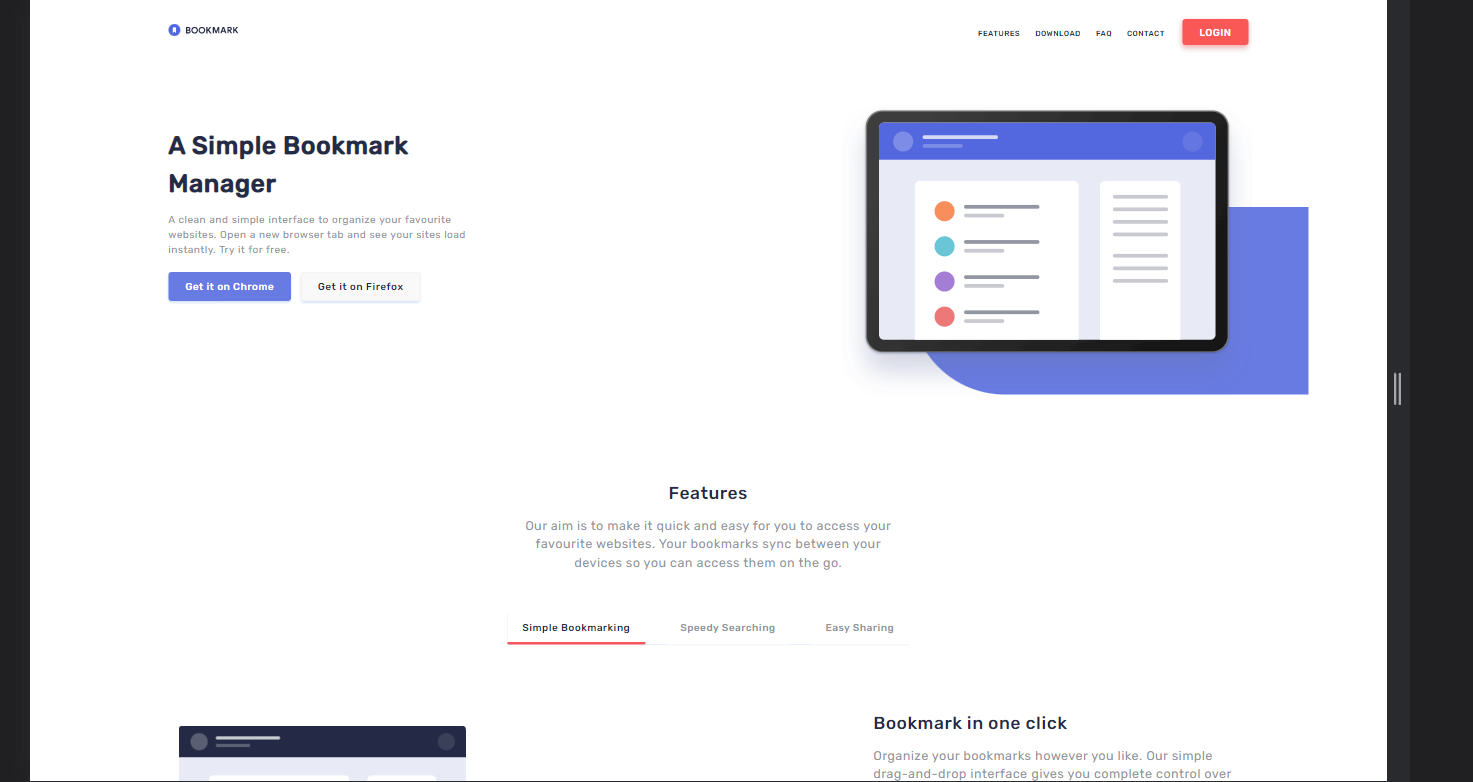 BOOKMARK
FEATURES DOWNLOAD FAQ CONTACT LOGIN
A Simple Bookmark
Manager
A clean and simple interface to organize your favourite
websites. Open a new browser tab and see your sites load
instantly. Try it for free.
Get it on Chrome Get it on Firefox
Features
Our aim is to make it quick and easy for you to access your
favourite websites. Your bookmarks sync between your
devices so you can access them on the go.
Simple Bookmarking Speedy Searching Easy Sharing
Bookmark in one click
Organize your bookmarks however you like. Our simple
drag-and-drop interface gives you complete control over